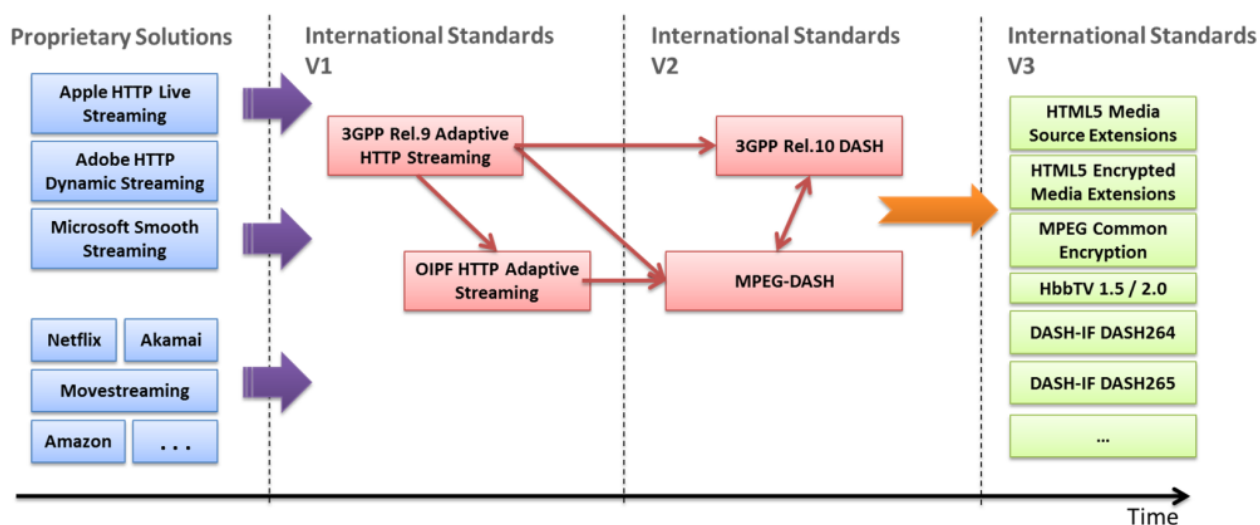 Proprietary Solutions
Apple HTTP Live
Streaming
Adobe HTTP
Dynamic Streaming
Microsoft Smooth
Streaming
Netflix
Akamai
Movestreaming
Amazon
. . .
International Standards
V1
3GPP Rel.9 Adaptive
HTTP Streaming
OIPF HTTP Adaptive
Streaming
International Standards
V2
3GPP Rel.10 DASH
MPEG-DASH
International Standards
V3
HTML5 Media
Source Extensions
HTML5 Encrypted
Media Extensions
MPEG Common
Encryption
HbbTV 1.5 / 2.0
DASH-IF DASH264
DASH-IF DASH265
...
Time